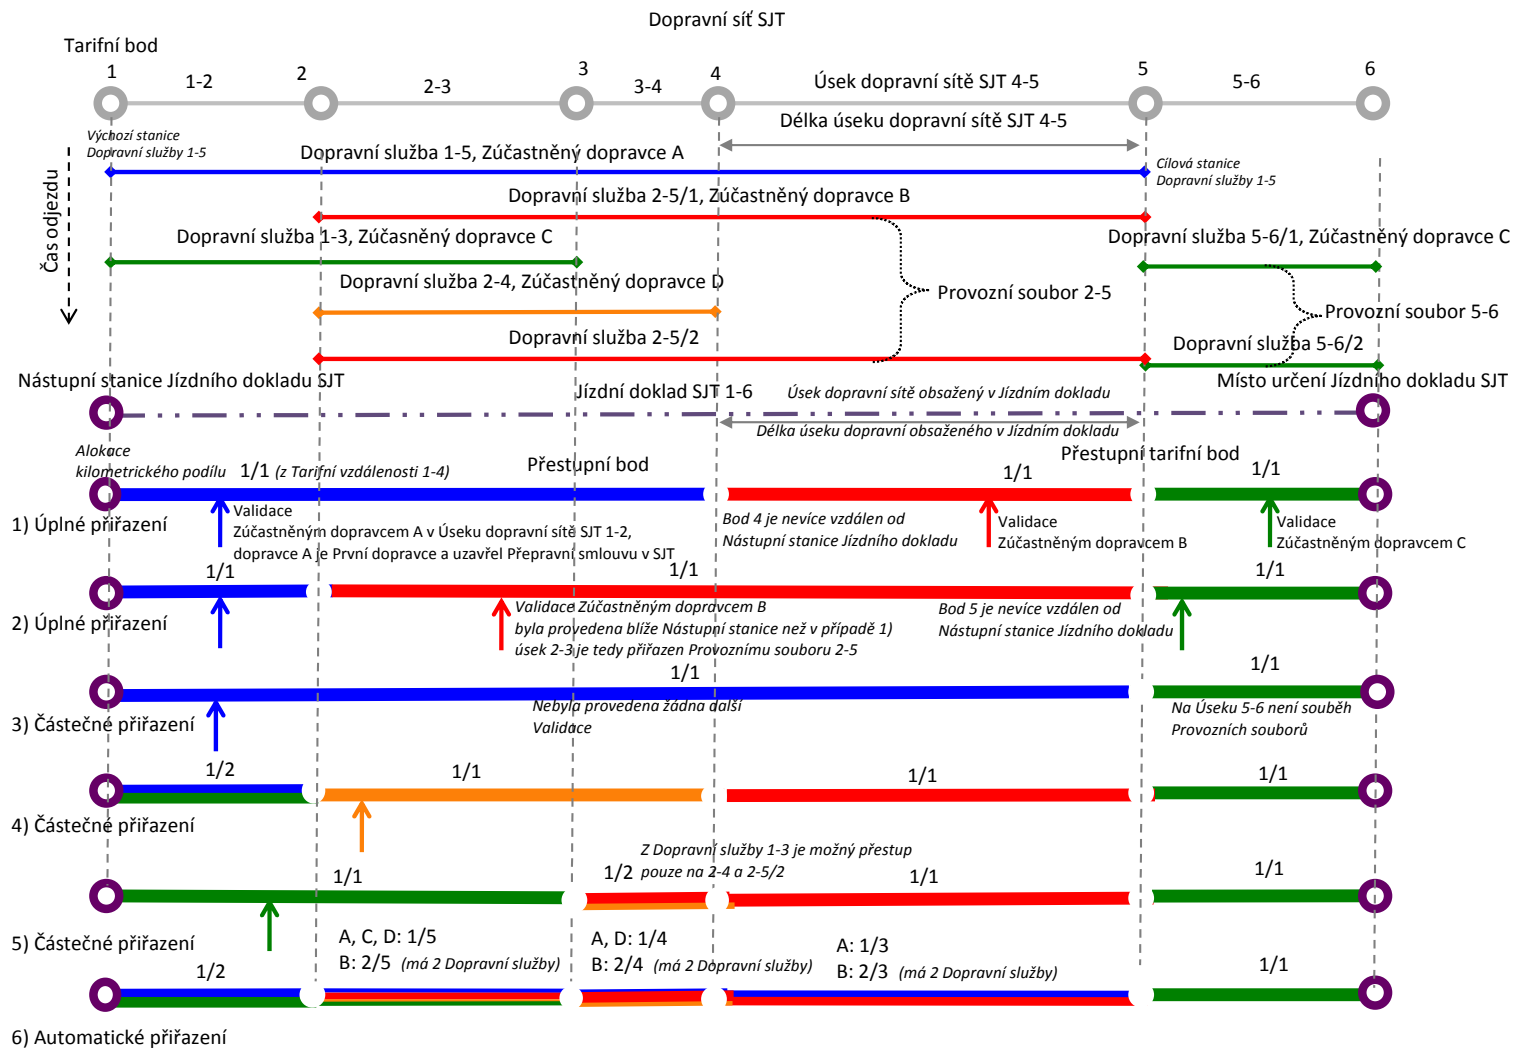 Dopravní síť SJT
Tarifní bod
1
1-2
2
2-3
3
3-4
4
Úsek dopravní sítě SJT 4-5
5
5-6
6
Délka úseku dopravní sítě SJT 4-5
Výchozí stanice
Dopravní služby 1-5
Čas odjezdu
Dopravní služba 1-5, Zúčastněný dopravce A
Cílová stanice
Dopravní služby 1-5
Dopravní služba 2-5/1, Zúčastněný dopravce B
Dopravní služba 1-3, Zúčasněný dopravce C
Dopravní služba 5-6/1, Zúčastněný dopravce C
Dopravní služba 2-4, Zúčastněný dopravce D
Provozní soubor 2-5
Provozní soubor 5-6
Dopravní služba 2-5/2
Dopravní služba 5-6/2
Nástupní stanice Jízdního dokladu SJT
Jízdní doklad SJT 1-6
Úsek dopravní sítě obsažený v Jízdním dokladu
Místo určení Jízdního dokladu SJT
Délka úseku dopravní obsaženého v Jízdním dokladu
Alokace
kilometrického podílu
1/1 (z Tarifní vzdálenosti 1-4)
Přestupní bod
1/1
Přestupní tarifní bod
1/1
1) Úplné přiřazení
Validace
Zúčastněným dopravcem A v Úseku dopravní sítě SJT 1-2,
dopravce A je První dopravce a uzavřel Přepravní smlouvu v SJT
Bod 4 je nevíce vzdálen od
Nástupní stanice Jízdního dokladu
Validace
Zúčastněným dopravcem B
Validace
Zúčastněným dopravcem C
1/1
1/1
1/1
2) Úplné přiřazení
Validace Zúčastněným dopravcem B
byla provedena blíže Nástupní stanice než v případě 1)
úsek 2-3 je tedy přiřazen Provoznímu souboru 2-5
Bod 5 je nevíce vzdálen od
Nástupní stanice Jízdního dokladu
1/1
1/1
3) Částečné přiřazení
Nebyla provedena žádna další
Validace
Na Úseku 5-6 není souběh
Provozních souborů
1/2
1/1
1/1
1/1
4) Částečné přiřazení
Z Dopravní služby 1-3 je možný přestup
pouze na 2-4 a 2-5/2
1/1
1/2
1/1
1/1
5) Částečné přiřazení
1/2
A, C, D: 1/5
B: 2/5 (má 2 Dopravní služby)
A, D: 1/4
B: 2/4 (má 2 Dopravní služby)
A: 1/3
B: 2/3 (má 2 Dopravní služby)
1/1
6) Automatické přiřazení